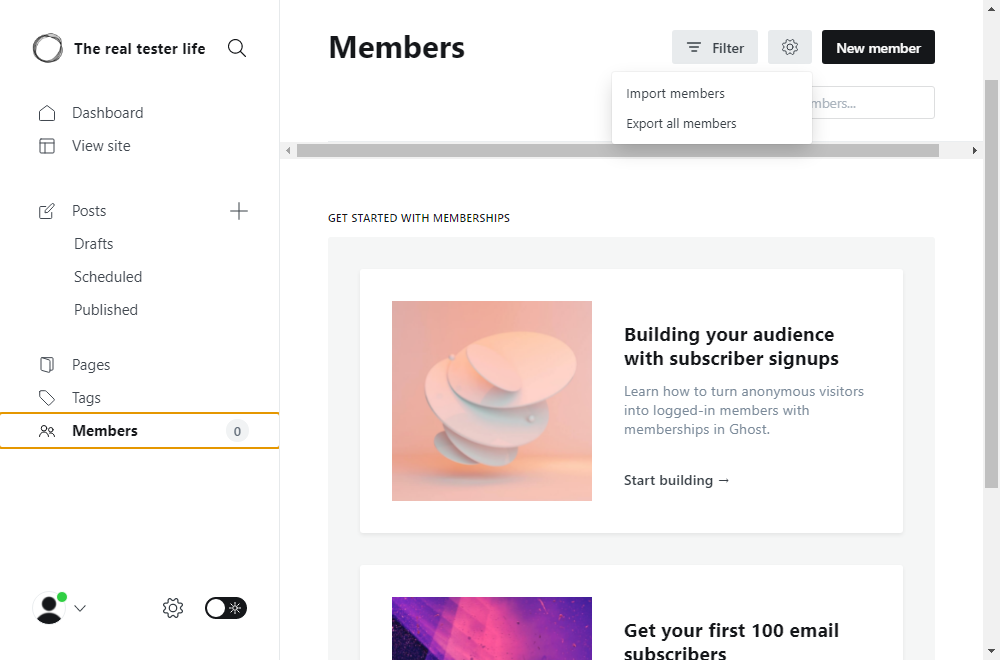 The real tester life
Dashboard
View site
Posts
Drafts
Scheduled
Published
Pages
Tags
Members
0
Members
Filter
New member
Import members
Export all members
GET STARTED WITH MEMBERSHIPS
Building your audience
with subscriber signups
Learn how to turn anonymous visitors
into logged-in members with
memberships in Ghost.
Start building →
Get your first 100 email
subscribers